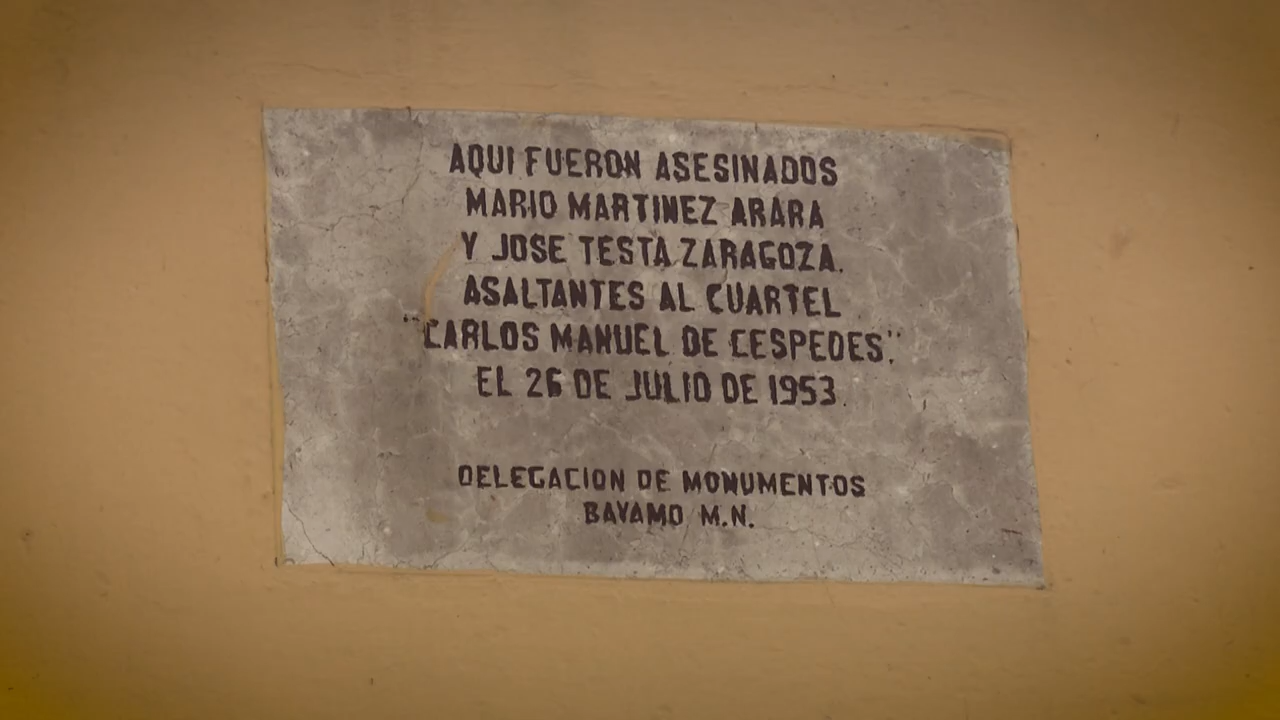 AQUI FUERON ASESINADOS
MARIO MARTINEZ ARARA
Y JOSE TESTA ZARAGOZA.
ASALTANTES AL CUARTEL
"CARLOS MANUEL DE CESPEDES".
EL 26 DE JULIO DE 1953.
DELEGACION DE MONUMENTOS
BAYAMO M.N.